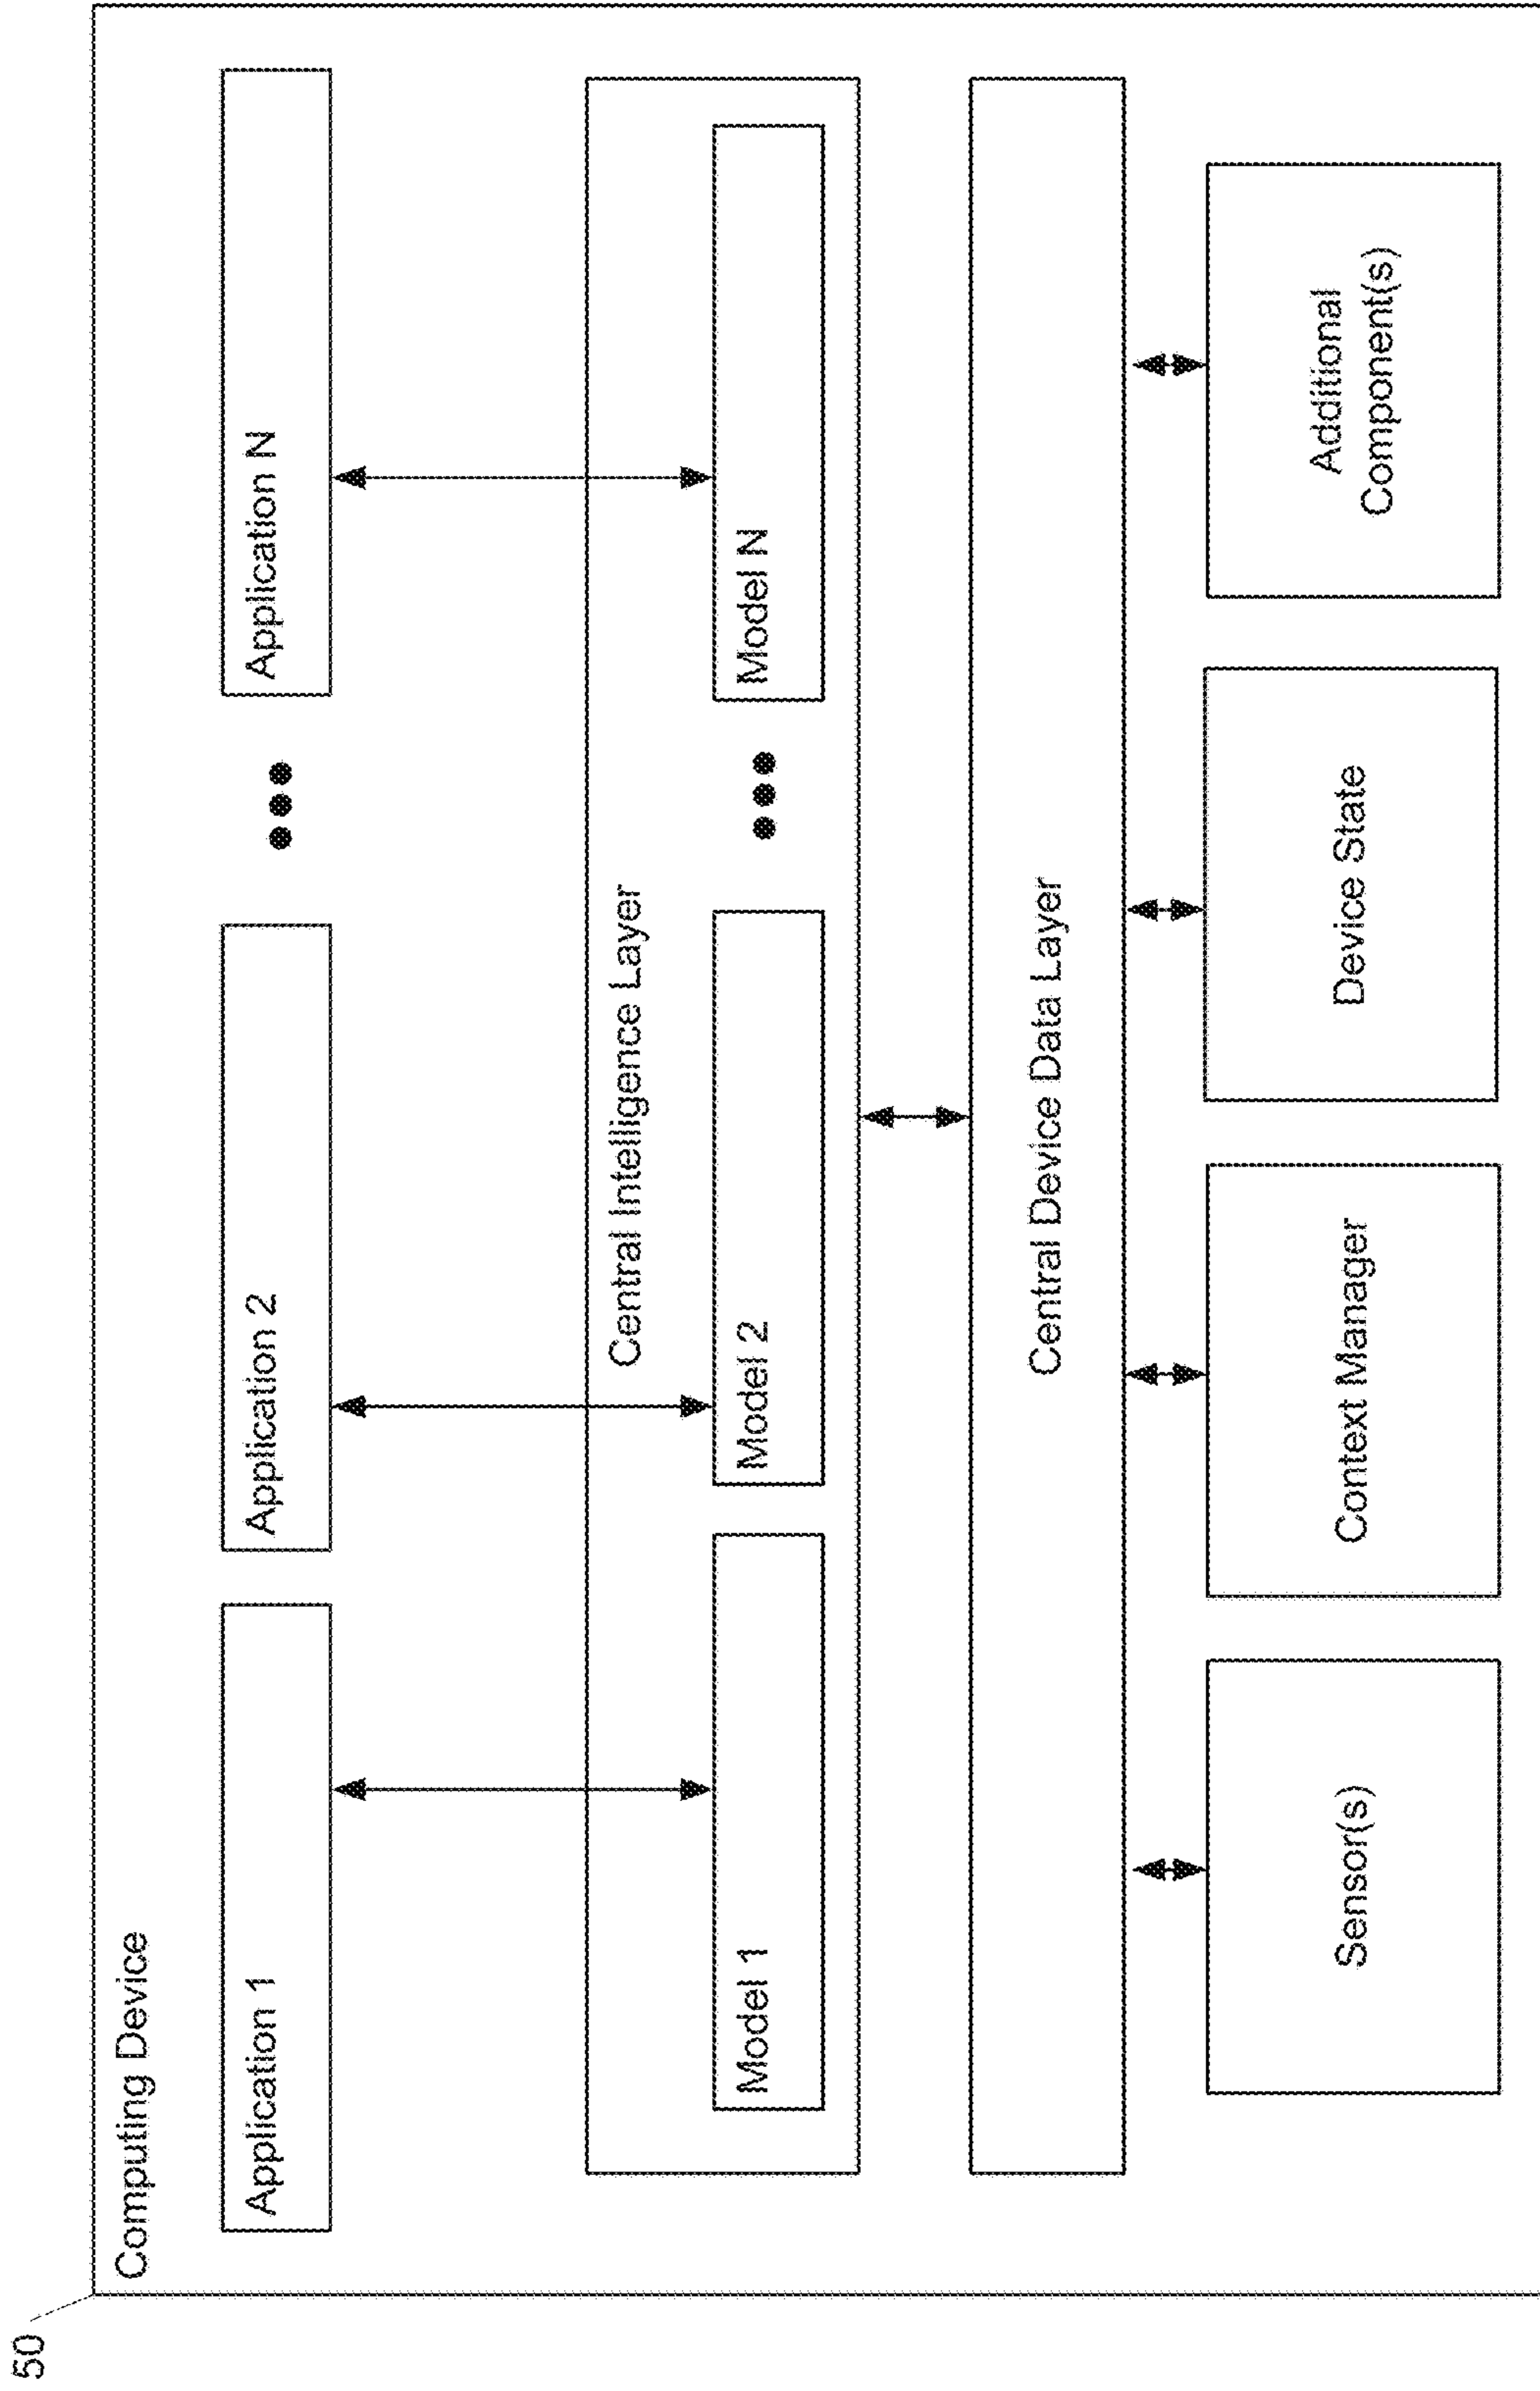 50
Computing Device
Application 1
Application 2
Application N
Central Intelligence Layer
Model 1
Model 2
Model N
Central Device Data Layer
Sensor(s)
Context Manager
Device State
Additional
Component(s)